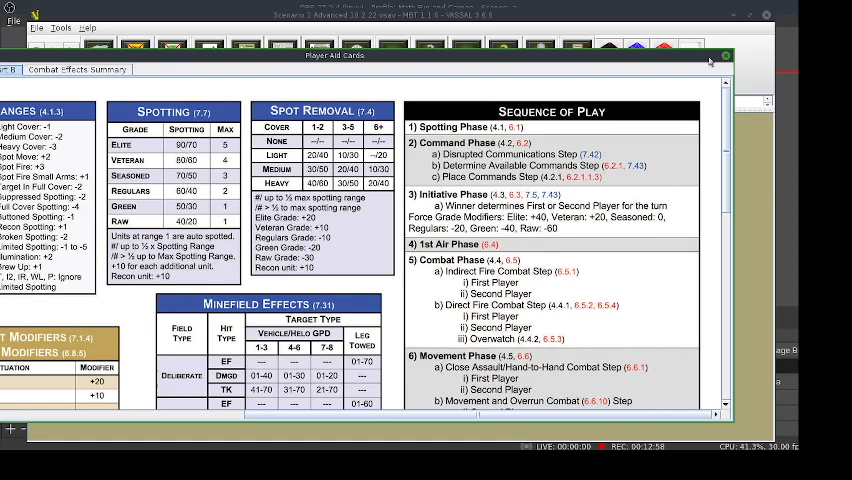 Scenario 1 Advanced 10 2 22 vsav - MBT 1.1.6 - VASSAL 3 6.6
File
File Tools Help
Player Aid Cards
art B Combat Effects Summary
ANGES (4.1.3)
Light Cover: -1
Medium Cover: -2
Heavy Cover: -3
Spot Move: +2
Spot Fire: +3
Spot Fire Small Arms: +1
Target In Full Cover: -2
Suppressed Spotting: -2
Full Cover Spotting: -4
Buttoned Spotting: -1
Recon Spotting: +1
Broken Spotting: -2
Limited Spotting: -1 to -5
Illumination: +2
Brew Up: +1
T, I2, IR, WL, P: Ignore
Limited Spotting
SPOTTING (7.7)
GRADE SPOTTING MAX
ELITE 90/70 5
VETERAN 80/60 4
SEASONED 70/50 3
REGULARS 60/40 2
GREEN 50/30 1
RAW 40/20 1
Units at range 1 are auto spotted.
#/ up to ½ x Spotting Range
/# > ½ up to Max Spotting Range.
+10 for each additional unit.
Recon unit: +10
SPOT REMOVAL (7.4)
COVER 1-2 3-5 6+
NONE --/-- --/-- --/--
LIGHT 20/40 10/30 --/20
MEDIUM 30/50 20/40 10/30
HEAVY 40/60 30/50 20/40
#/ up to ½ max spotting range
/# > ½ to max spotting range
Elite Grade: +20
Veteran Grade: +10
Regulars Grade: -10
Green Grade: -20
Raw Grade: -30
Recon unit: +10
SEQUENCE OF PLAY
1) Spotting Phase (4.1, 6.1)
2) Command Phase (4.2, 6.2)
a) Disrupted Communications Step (7.42)
b) Determine Available Commands Step (6.2.1, 7.43)
c) Place Commands Step (4.2.1, 6.2.1.1.3)
3) Initiative Phase (4.3, 6.3, 7.5, 7.43)
a) Winner determines First or Second Player for the turn
Force Grade Modifiers: Elite: +40, Veteran: +20, Seasoned: 0,
Regulars: -20, Green: -40, Raw: -60
4) 1st Air Phase (6.4)
5) Combat Phase (4.4, 6.5)
a) Indirect Fire Combat Step (6.5.1)
i) First Player
ii) Second Player
b) Direct Fire Combat Step (4.4.1, 6.5.2, 6.5.4)
i) First Player
ii) Second Player
iii) Overwatch (4.4.2, 6.5.3)
6) Movement Phase (4.5, 6.6)
a) Close Assault/Hand-to-Hand Combat Step (6.6.1)
i) First Player
ii) Second Player
b) Movement and Overrun Combat (6.6.10) Step
MINEFIELD EFFECTS (7.31)
FIELD TYPE HIT TYPE TARGET TYPE
VEHICLE/HELO GPD LEG TOWED
1-3 4-6 7-8
DELIBERATE
EF --- --- --- 01-70
DMGD 01-40 01-30 01-20 ---
TK 41-70 31-70 21-70 ---
EF --- --- --- 01-60
T MODIFIERS (7.1.4)
MODIFIERS (6.8.5)
UATION MODIFIER
+20
+10
age B
LIVE: 00:00:00 REC: 00:12:58 CPU: 41.3%, 30.00 fp